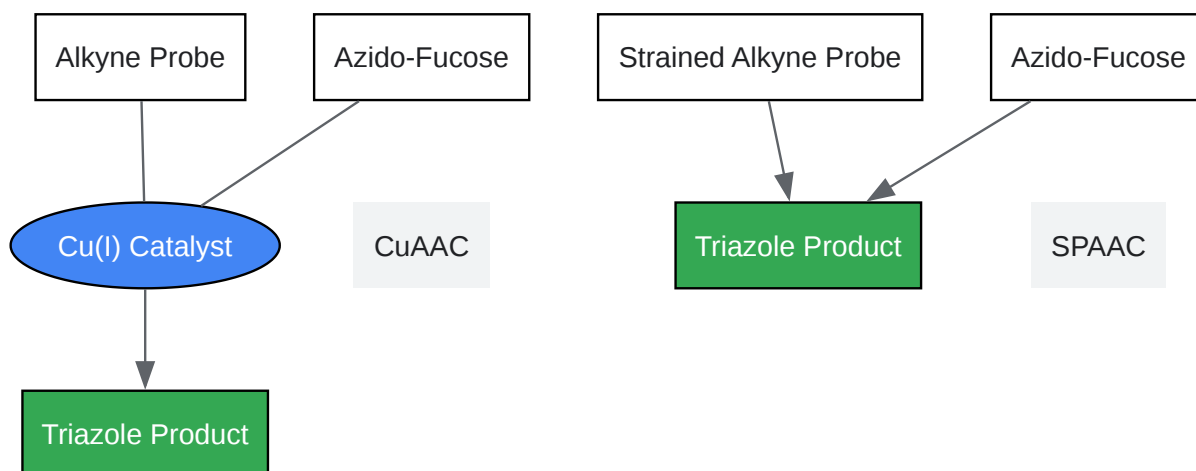 Alkyne Probe
Azido-Fucose
Strained Alkyne Probe
Azido-Fucose
Cu(I) Catalyst
CuAAC
Triazole Product
SPAAC
Triazole Product